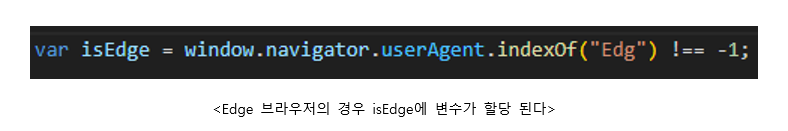 var isEdge = window.navigator.userAgent.indexOf("Edg") !== -1;
<Edge 브라우저의 경우 isEdge에 변수가 할당 된다>